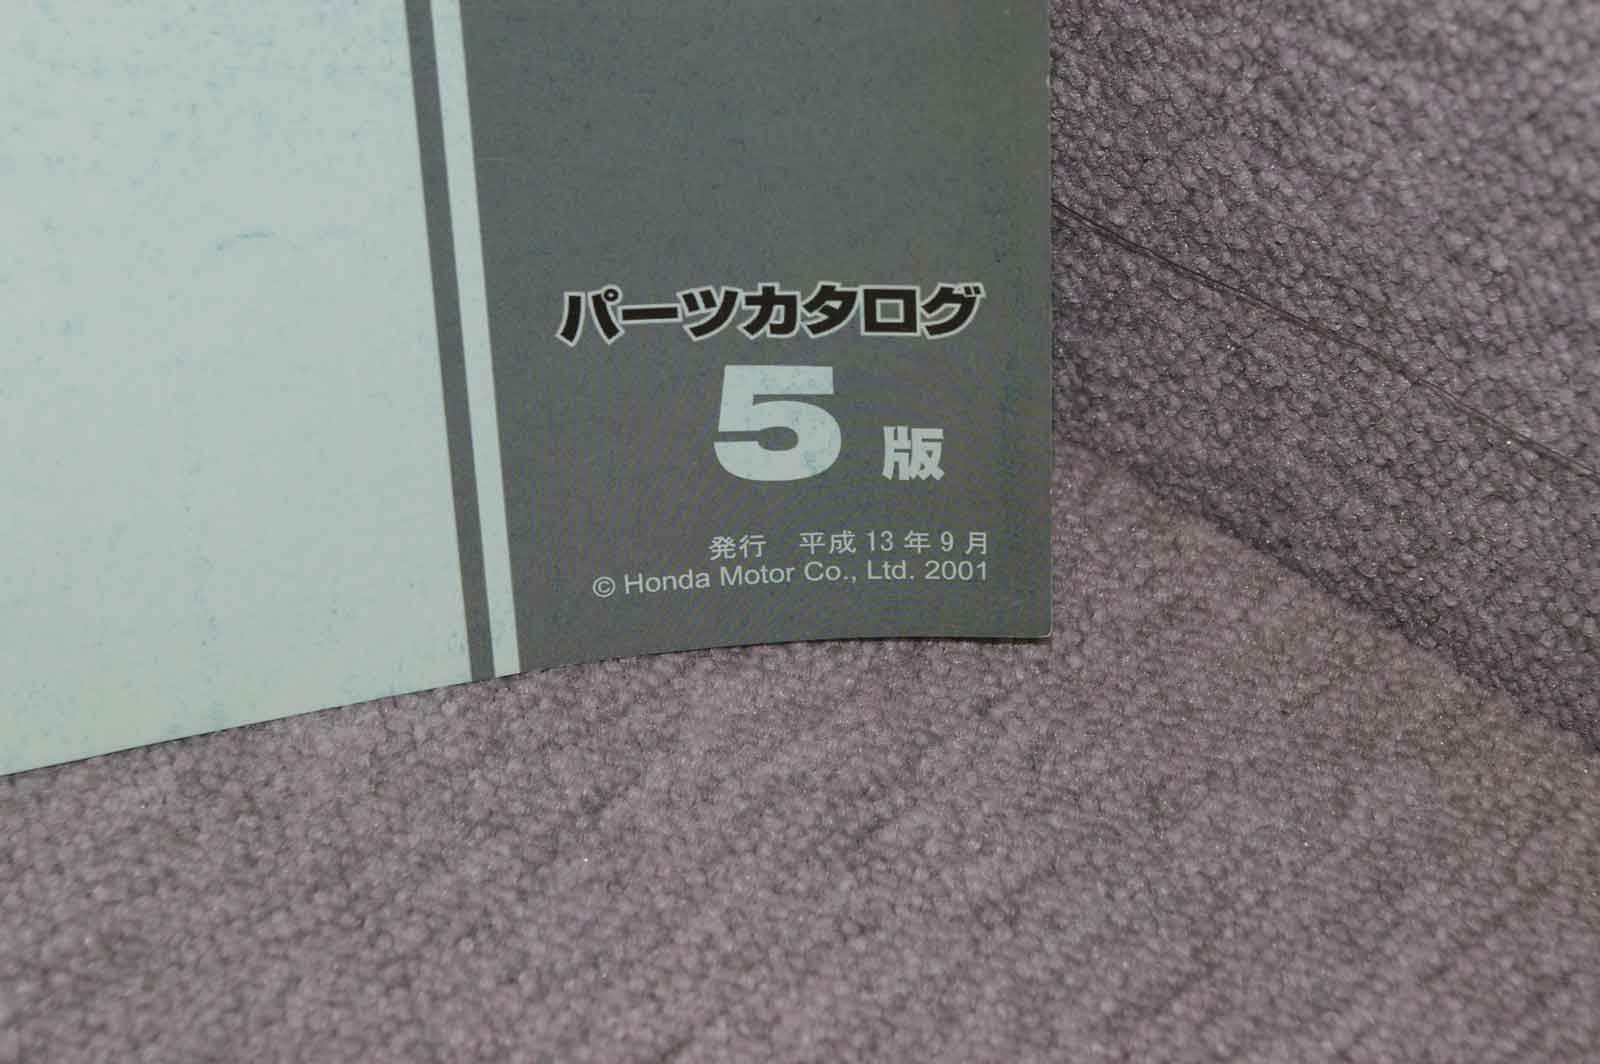 パーツカタログ
5 版
発行 平成 13 年 9 月
© Honda Motor Co., Ltd. 2001